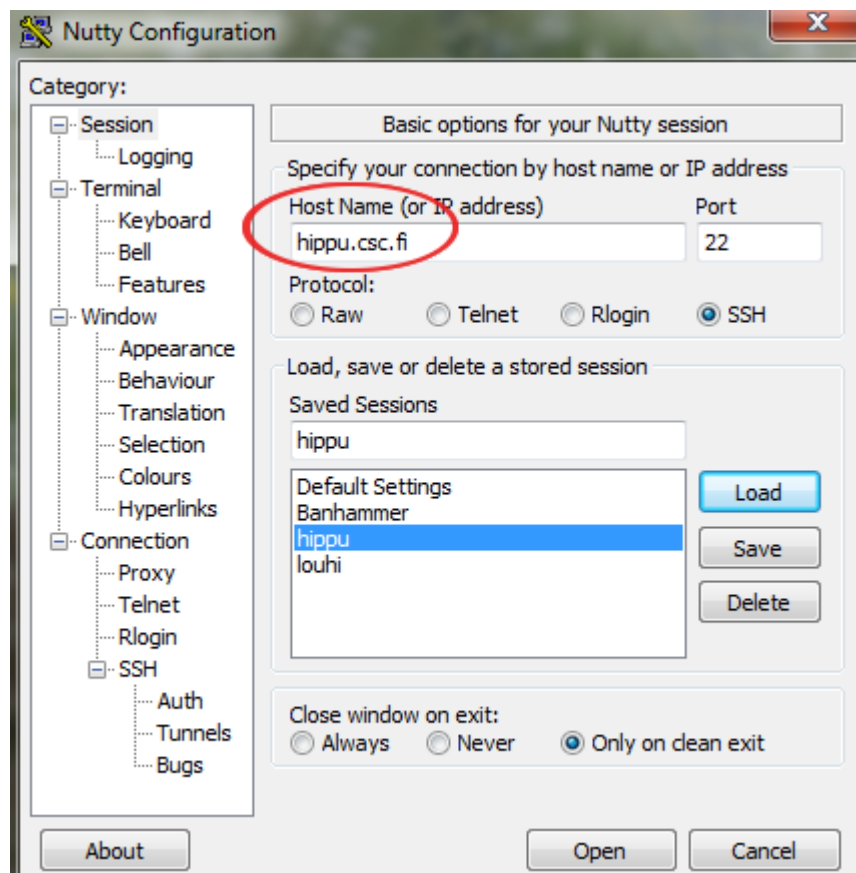 Nutty Configuration
Category:
Session
Logging
Terminal
Keyboard
Bell
Features
Window
Appearance
Behaviour
Translation
Selection
Colours
Hyperlinks
Connection
Proxy
Telnet
Rlogin
SSH
Auth
Tunnels
Bugs
Basic options for your Nutty session
Specify your connection by host name or IP address
Host Name (or IP address) Port
hippu.csc.fi 22
Protocol:
Raw Telnet Rlogin SSH
Load, save or delete a stored session
Saved Sessions
hippu
Default Settings
Banhammer
hippu
louhi
Load
Save
Delete
Close window on exit:
Always Never Only on clean exit
About Open Cancel